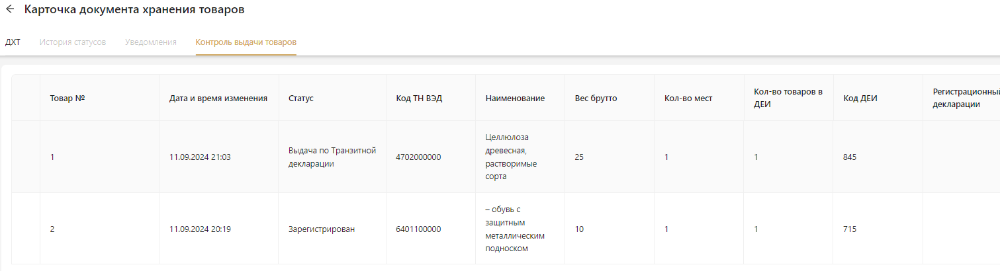 Карточка документа хранения товаров
ДХТ История статусов Уведомления Контроль выдачи товаров
Товар № Дата и время изменения Статус Код ТН ВЭД Наименование Вес брутто Кол-во мест Кол-во товаров в ДЕИ Код ДЕИ Регистрационный декларации
1 11.09.2024 21:03 Выдача по Транзитной декларации 4702000000 Целлюлоза древесная, растворимые сорта 25 1 1 845
2 11.09.2024 20:19 Зарегистрирован 6401100000 – обувь с защитным металлическим подноском 10 1 1 715